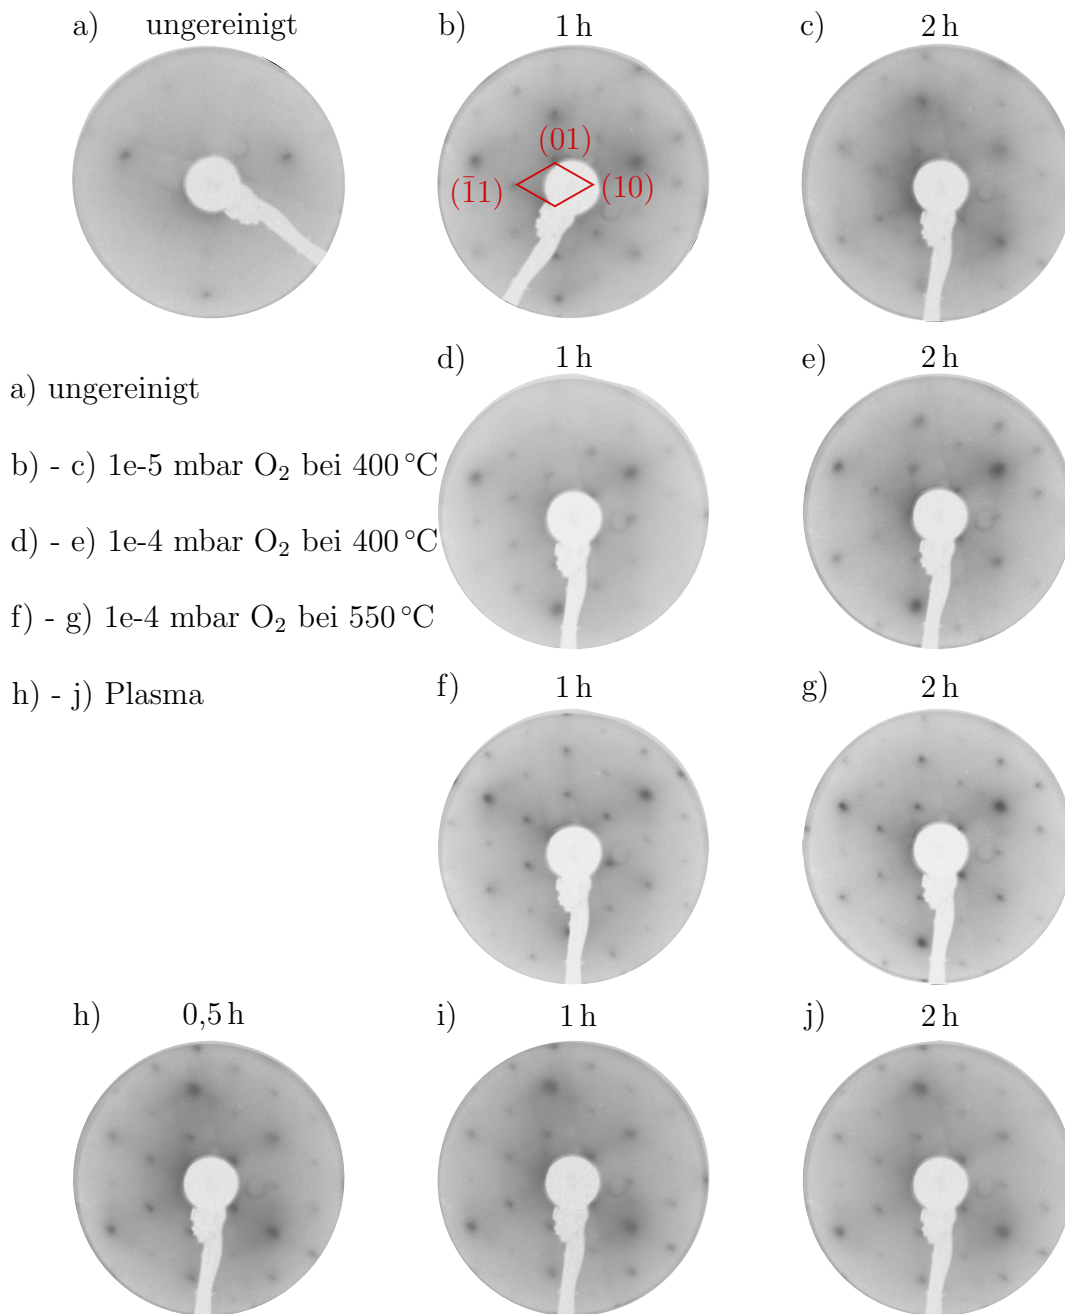 a) ungereinigt
b) 1 h
c) 2 h
(01)
(1̄1)
(10)
d) 1 h
e) 2 h
a) ungereinigt
b) - c) 1e-5 mbar O₂ bei 400 °C
d) - e) 1e-4 mbar O₂ bei 400 °C
f) - g) 1e-4 mbar O₂ bei 550 °C
h) - j) Plasma
f) 1 h
g) 2 h
h) 0,5 h
i) 1 h
j) 2 h